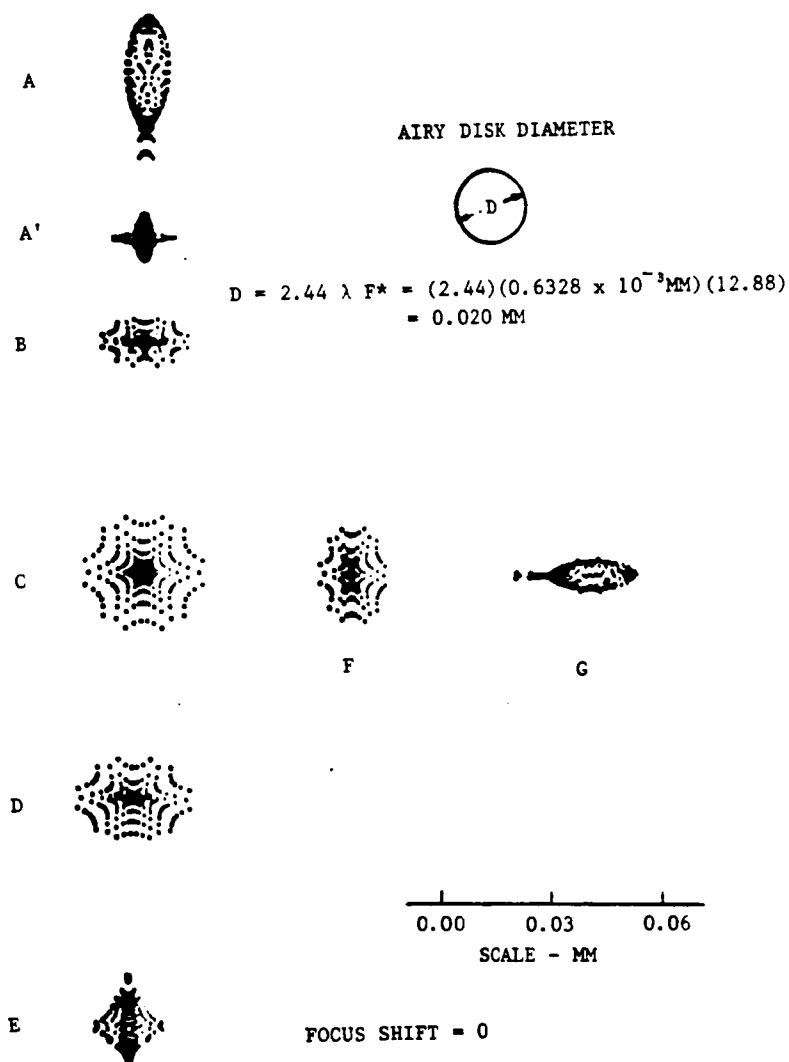 A
AIRY DISK DIAMETER
.D
A'
D = 2.44 λ F* = (2.44)(0.6328 x 10⁻³MM)(12.88)
= 0.020 MM
B
C
F
G
D
0.00 0.03 0.06
SCALE - MM
E
FOCUS SHIFT = 0